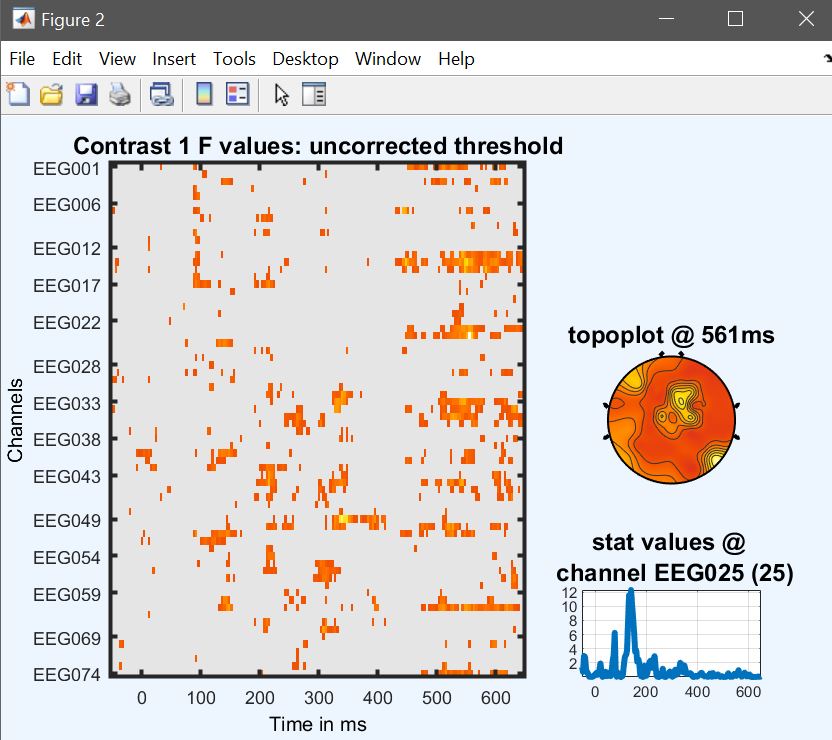 Figure 2
File Edit View Insert Tools Desktop Window Help
Contrast 1 F values: uncorrected threshold
EEG001
EEG006
EEG012
EEG017
EEG022
EEG028
EEG033
EEG038
EEG043
EEG049
EEG054
EEG059
EEG069
EEG074
Channels
0 100 200 300 400 500 600
Time in ms
topoplot @ 561ms
stat values @
channel EEG025 (25)
12
10
8
6
4
2
0 200 400 600